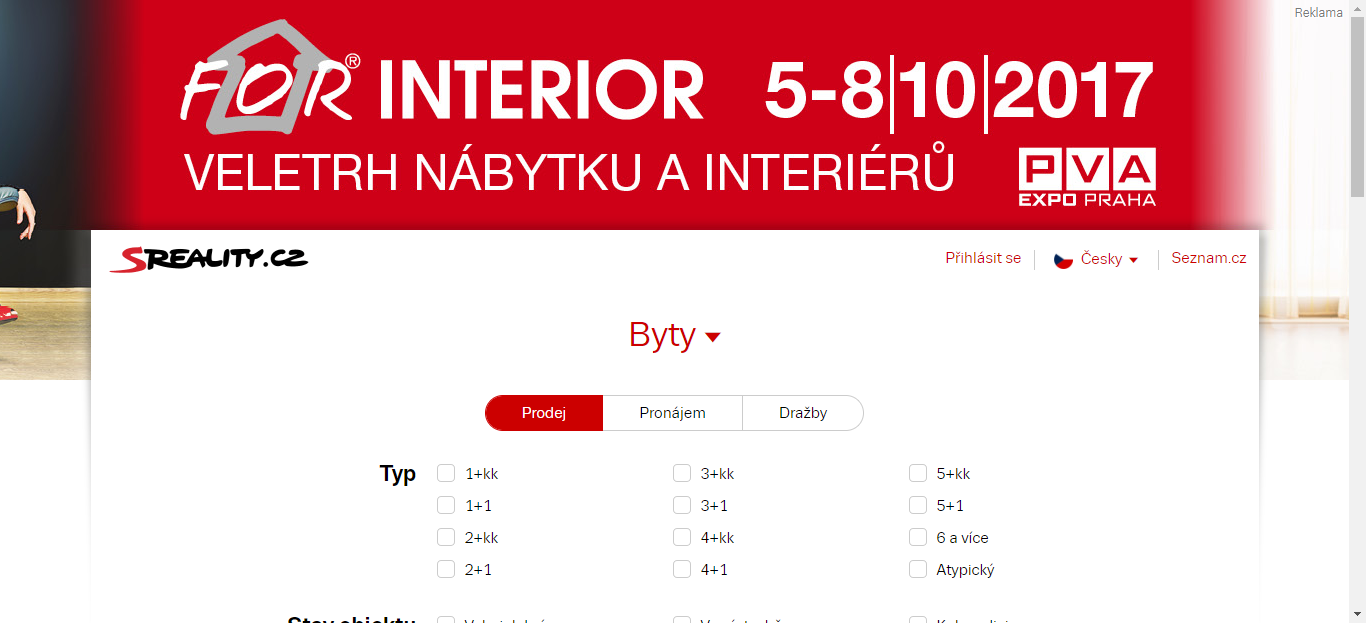 Reklama
FOR® INTERIOR 5-8|10|2017
VELETRH NÁBYTKU A INTERIÉRŮ
PVA
EXPO PRAHA
SREALITY.CZ
Přihlásit se
Česky
Seznam.cz
Byty
Prodej Pronájem Dražby
Typ
1+kk 3+kk 5+kk
1+1 3+1 5+1
2+kk 4+kk 6 a více
2+1 4+1 Atypický
Stav objektu